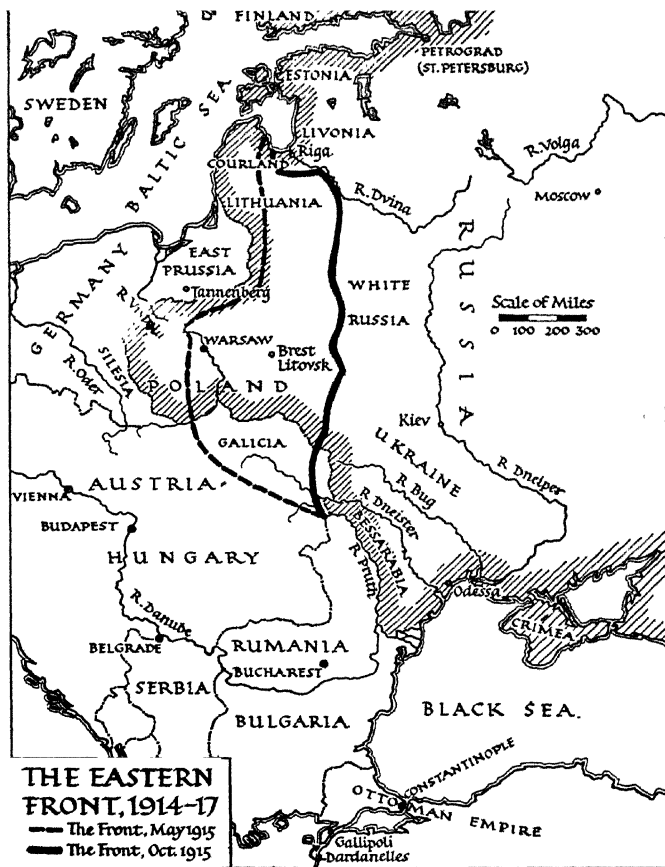 FINLAND
PETROGRAD
(ST. PETERSBURG)
ESTONIA
SWEDEN
BALTIC SEA
LIVONIA
Riga
R. Volga
COURLAND
MOSCOW
R. Dvina
LITHUANIA
RUSSIA
EAST
PRUSSIA
Tannenberg
WHITE
RUSSIA
Scale of Miles
0 100 200 300
GERMANY
WARSAW
Brest
Litovsk
SILESIA
R. Oder
POLAND
Kiev
GALICIA
UKRAINE
R Dneiper
R Bug
R Dneister
AUSTRIA
VIENNA
BUDAPEST
BESSARABIA
HUNGARY
R Pruth
Odessa
CRIMEA
R. Danube
BELGRADE
RUMANIA
BUCHAREST
SERBIA
BULGARIA
BLACK SEA.
CONSTANTINOPLE
OTTOMAN EMPIRE
Gallipoli
Dardanelles
THE EASTERN
FRONT, 1914-17
The Front, May 1915
The Front, Oct. 1915